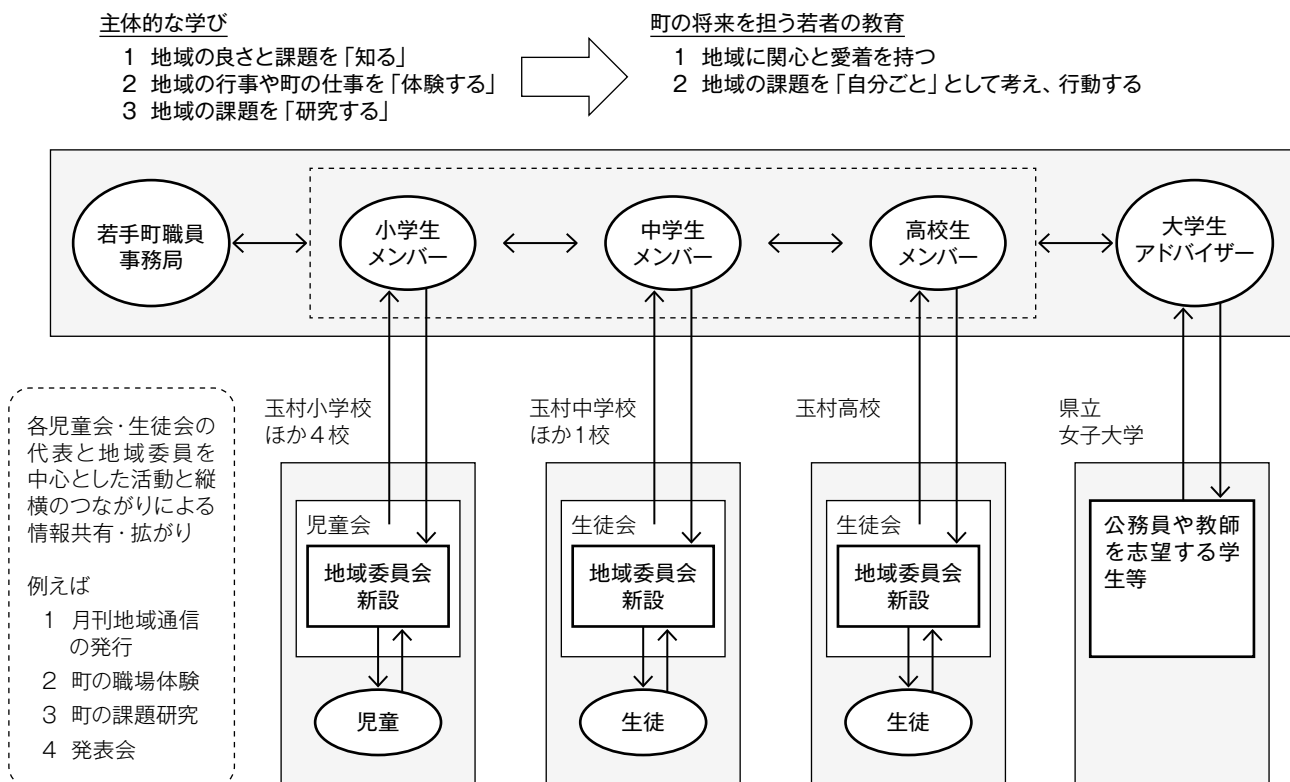 主体的な学び
1 地域の良さと課題を「知る」
2 地域の行事や町の仕事を「体験する」
3 地域の課題を「研究する」
町の将来を担う若者の教育
1 地域に関心と愛着を持つ
2 地域の課題を「自分ごと」として考え、行動する
若手町職員
事務局
小学生
メンバー
中学生
メンバー
高校生
メンバー
大学生
アドバイザー
各児童会・生徒会の
代表と地域委員を
中心とした活動と縦
横のつながりによる
情報共有・拡がり
例えば
1 月刊地域通信
の発行
2 町の職場体験
3 町の課題研究
4 発表会
玉村小学校
ほか4校
児童会
地域委員会
新設
児童
玉村中学校
ほか1校
生徒会
地域委員会
新設
生徒
玉村高校
生徒会
地域委員会
新設
生徒
県立
女子大学
公務員や教師
を志望する学
生等